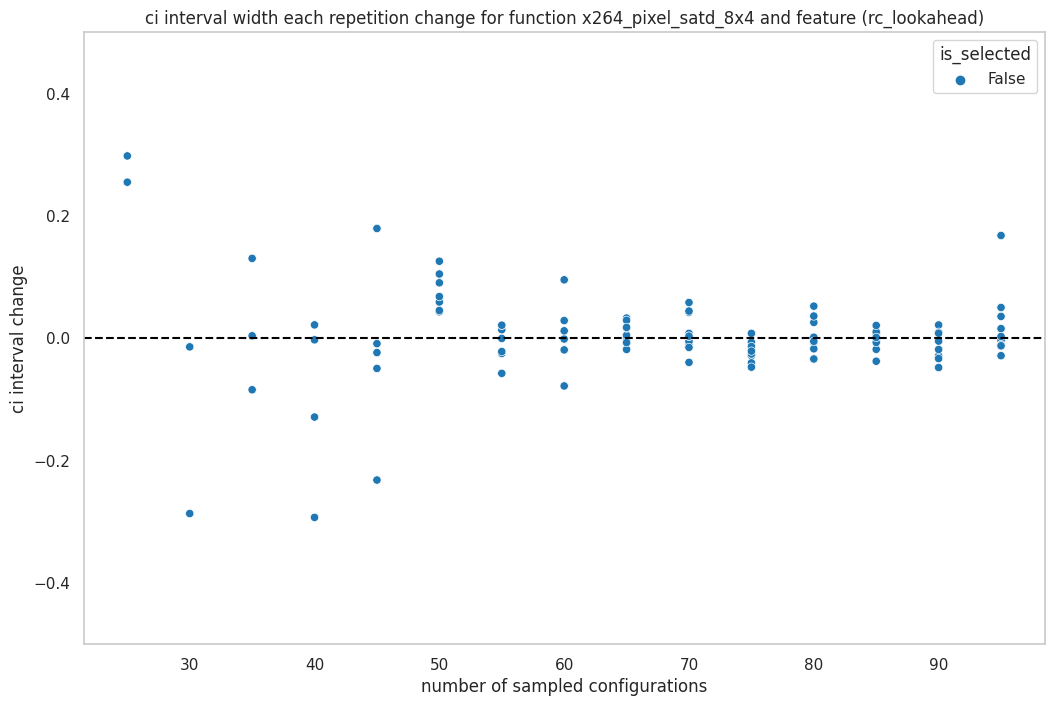 ci interval width each repetition change for function x264_pixel_satd_8x4 and feature (rc_lookahead)
is_selected
False
0.4
0.2
0.0
−0.2
−0.4
ci interval change
30 40 50 60 70 80 90
number of sampled configurations